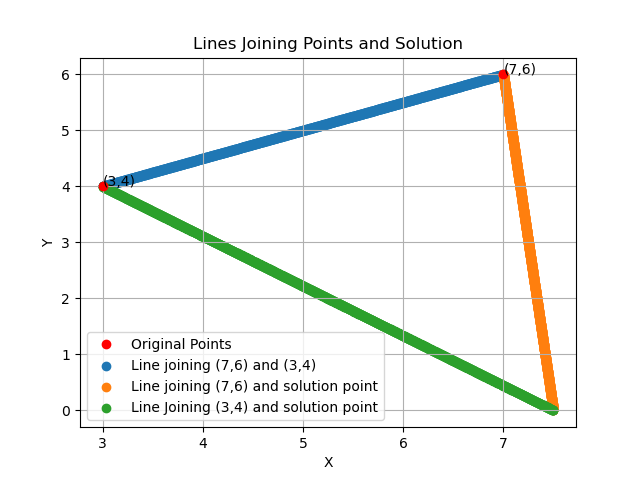 Lines Joining Points and Solution
6
5
4
3
2
1
0
Y
(7,6)
(3,4)
Original Points
Line joining (7,6) and (3,4)
Line joining (7,6) and solution point
Line Joining (3,4) and solution point
3 4 5 6 7
X